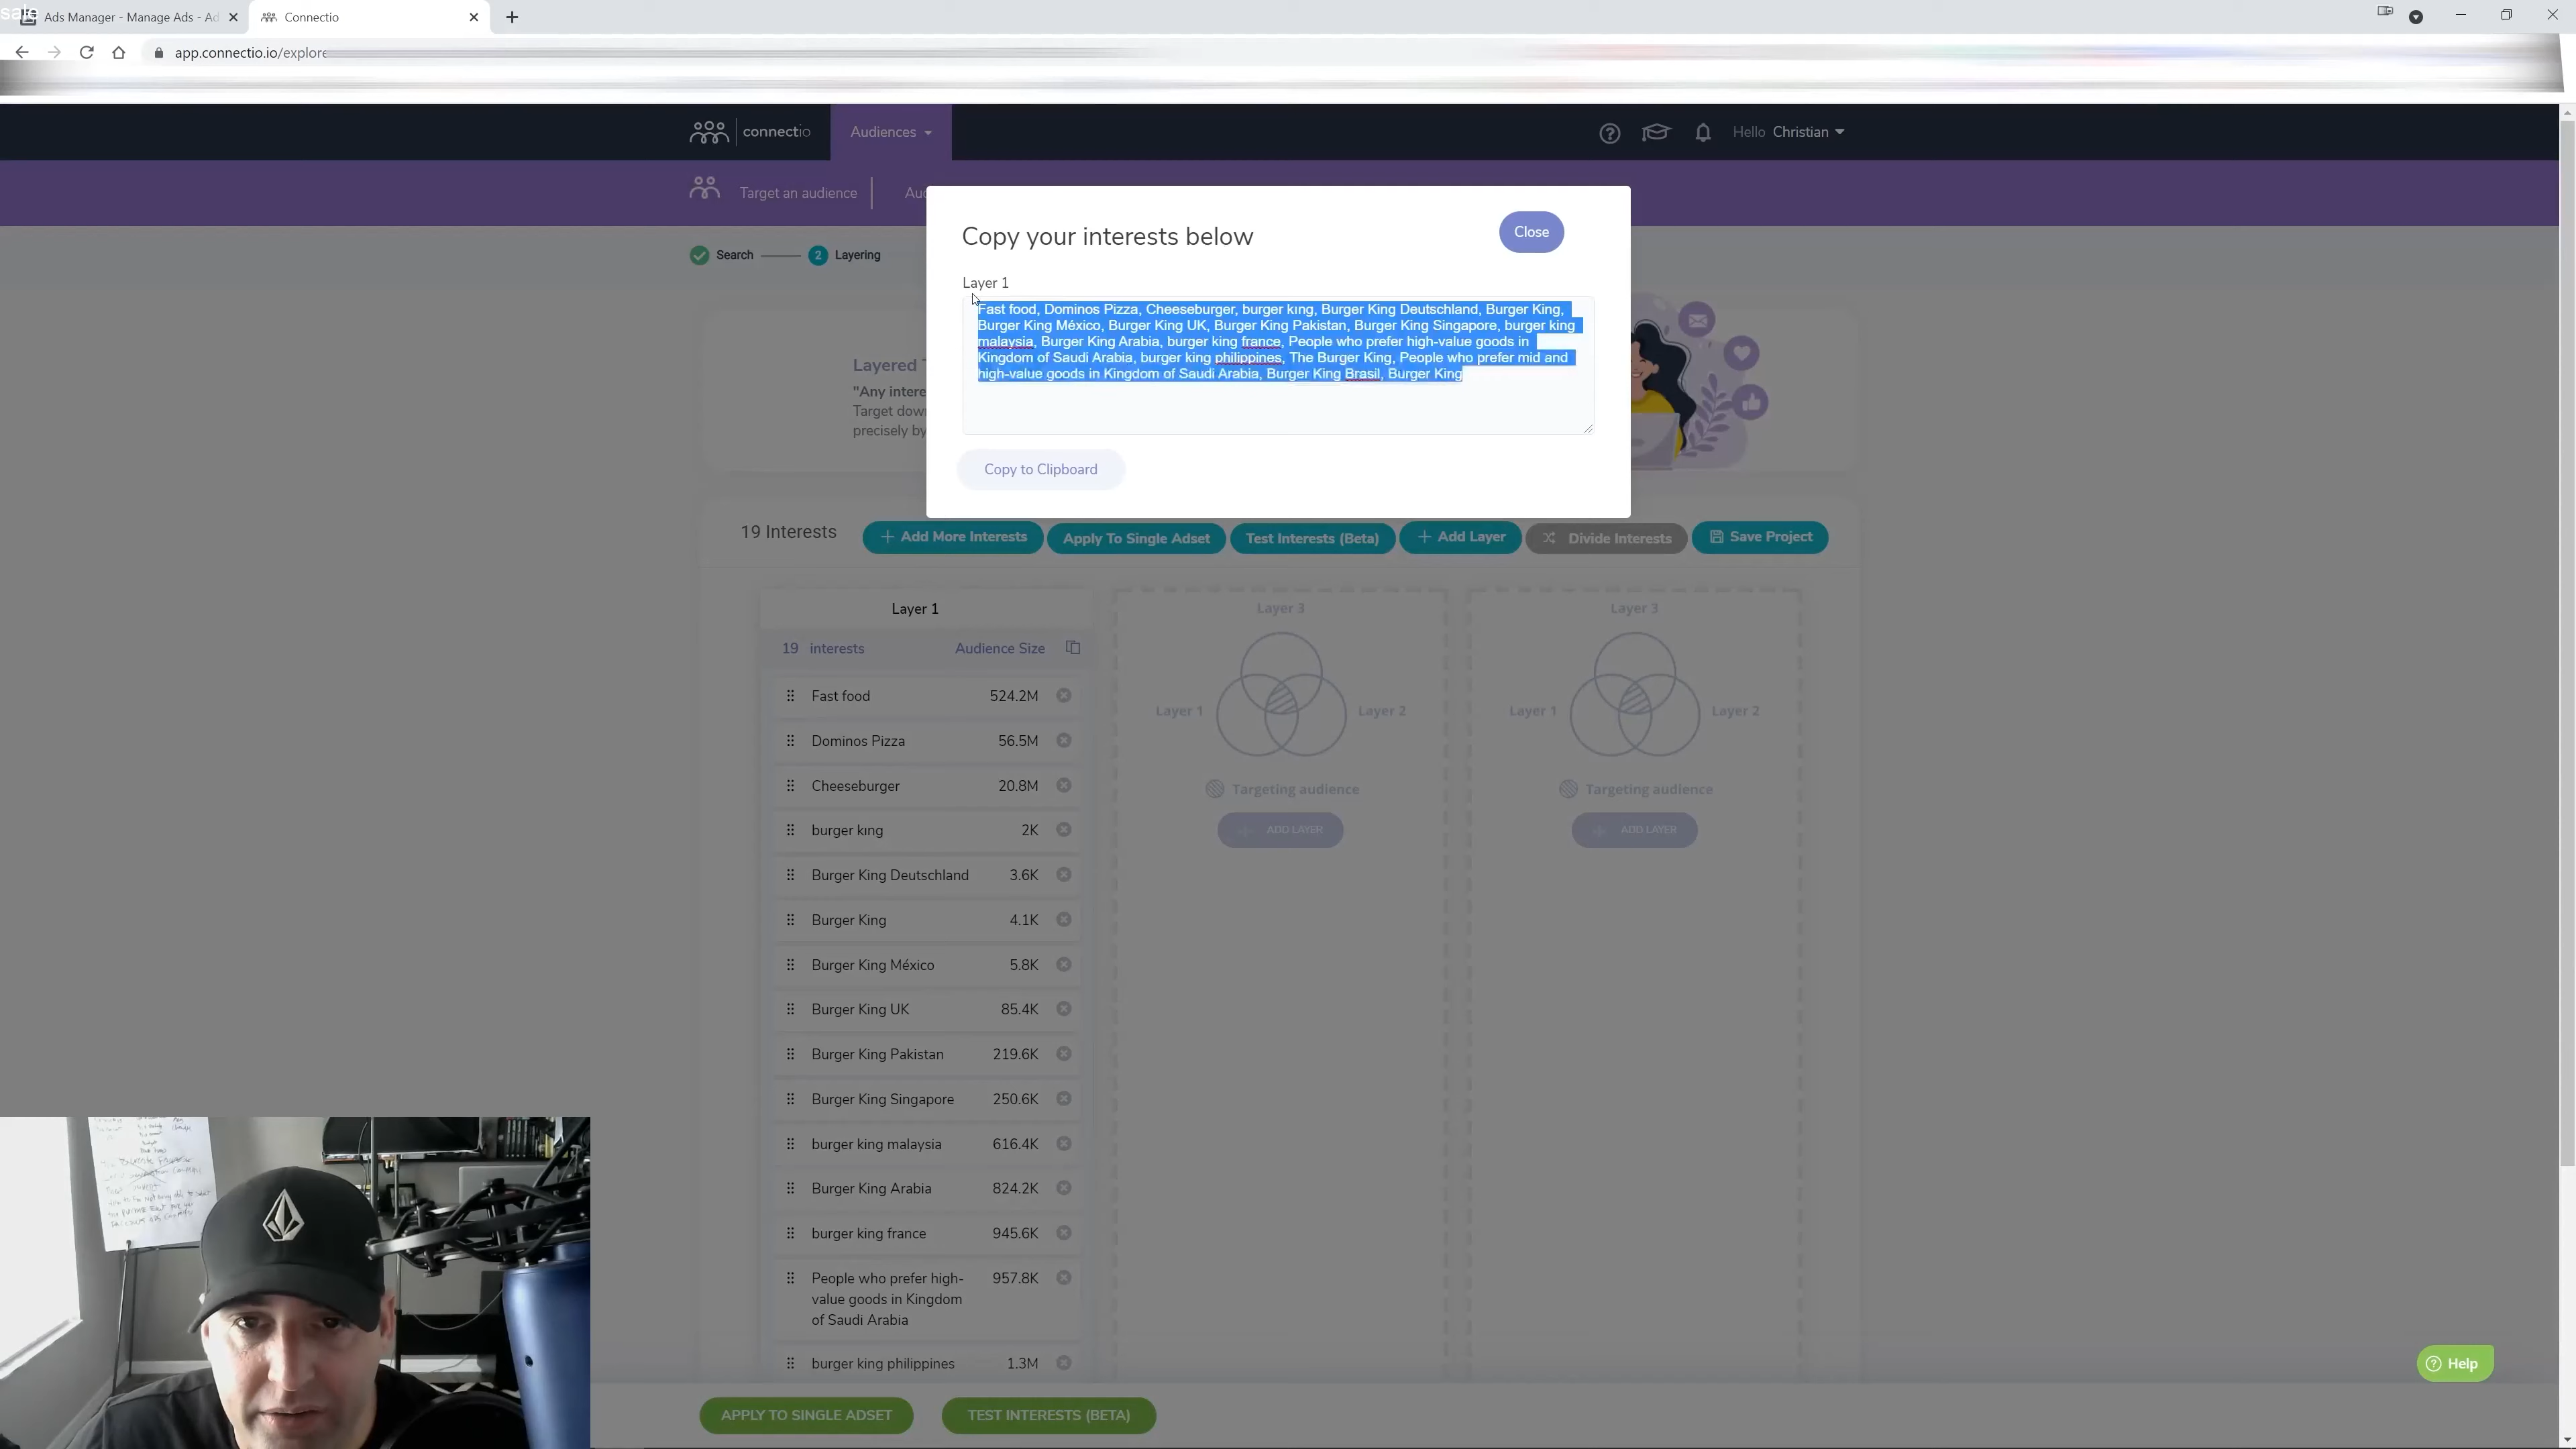 sale
Ads Manager - Manage Ads - Ad
Connectio
app.connectio.io/explore
connectio
Audiences
Hello Christian
Target an audience
Au
Search
2
Layering
Copy your interests below
Close
Layer 1
Fast food, Dominos Pizza, Cheeseburger, burger kıng, Burger King Deutschland, Burger King,
Burger King México, Burger King UK, Burger King Pakistan, Burger King Singapore, burger king
malaysia, Burger King Arabia, burger king france, People who prefer high-value goods in
Kingdom of Saudi Arabia, burger king philippines, The Burger King, People who prefer mid and
high-value goods in Kingdom of Saudi Arabia, Burger King Brasil, Burger King
Copy to Clipboard
Layered T
"Any intere
Target dow
precisely by
19 Interests
Add More Interests
Apply To Single Adset
Test Interests (Beta)
Add Layer
Divide Interests
Save Project
Layer 1
19 interests
Audience Size
Fast food 524.2M
Dominos Pizza 56.5M
Cheeseburger 20.8M
burger kıng 2K
Burger King Deutschland 3.6K
Burger King 4.1K
Burger King México 5.8K
Burger King UK 85.4K
Burger King Pakistan 219.6K
Burger King Singapore 250.6K
burger king malaysia 616.4K
Burger King Arabia 824.2K
burger king france 945.6K
People who prefer high- 957.8K
value goods in Kingdom
of Saudi Arabia
burger king philippines 1.3M
Layer 3
Layer 1
Layer 2
Targeting audience
ADD LAYER
Layer 3
Layer 1
Layer 2
Targeting audience
ADD LAYER
APPLY TO SINGLE ADSET
TEST INTERESTS (BETA)
Help